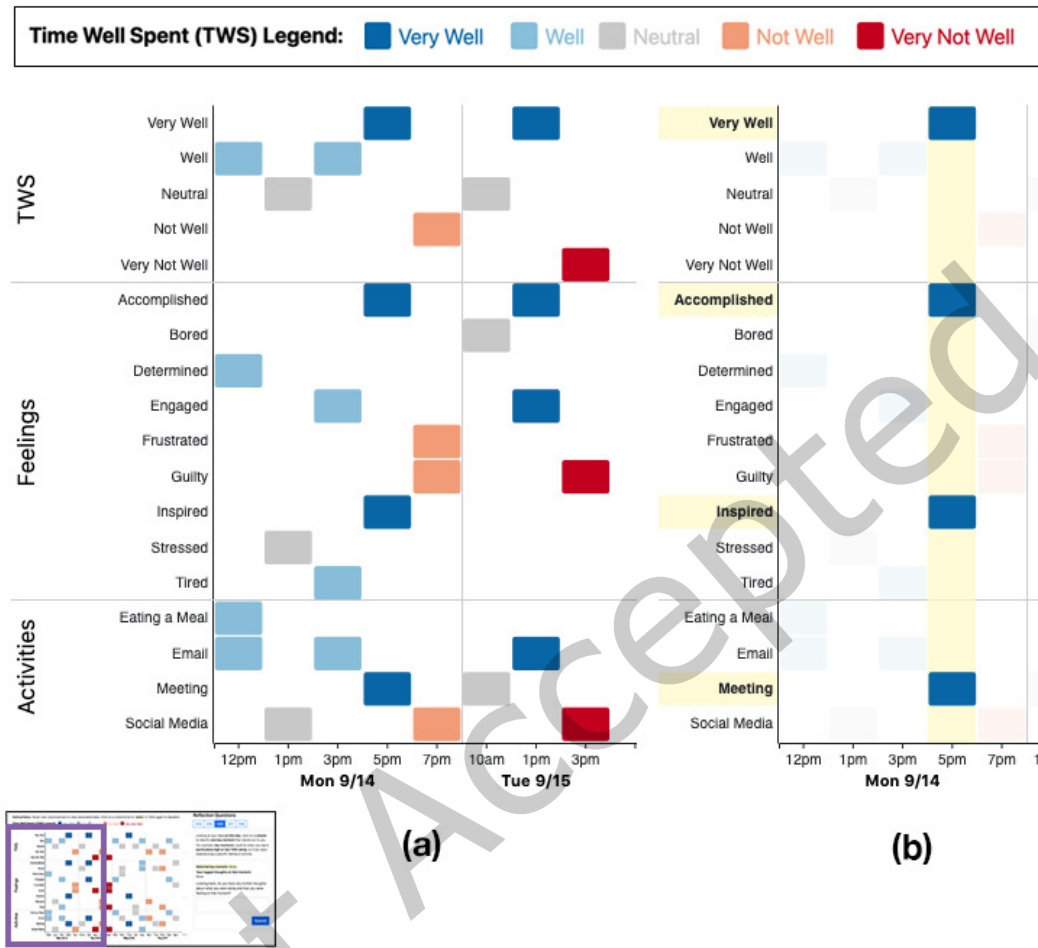 Time Well Spent (TWS) Legend: Very Well Well Neutral Not Well Very Not Well
TWS
Very Well
Well
Neutral
Not Well
Very Not Well
Feelings
Accomplished
Bored
Determined
Engaged
Frustrated
Guilty
Inspired
Stressed
Tired
Activities
Eating a Meal
Email
Meeting
Social Media
12pm 1pm 3pm 5pm 7pm 10am 1pm 3pm
Mon 9/14 Tue 9/15
Very Well
Well
Neutral
Not Well
Very Not Well
Accomplished
Bored
Determined
Engaged
Frustrated
Guilty
Inspired
Stressed
Tired
Eating a Meal
Email
Meeting
Social Media
12pm 1pm 3pm 5pm 7pm 1
Mon 9/14
(a) (b)
Accepted
Reflection Questions